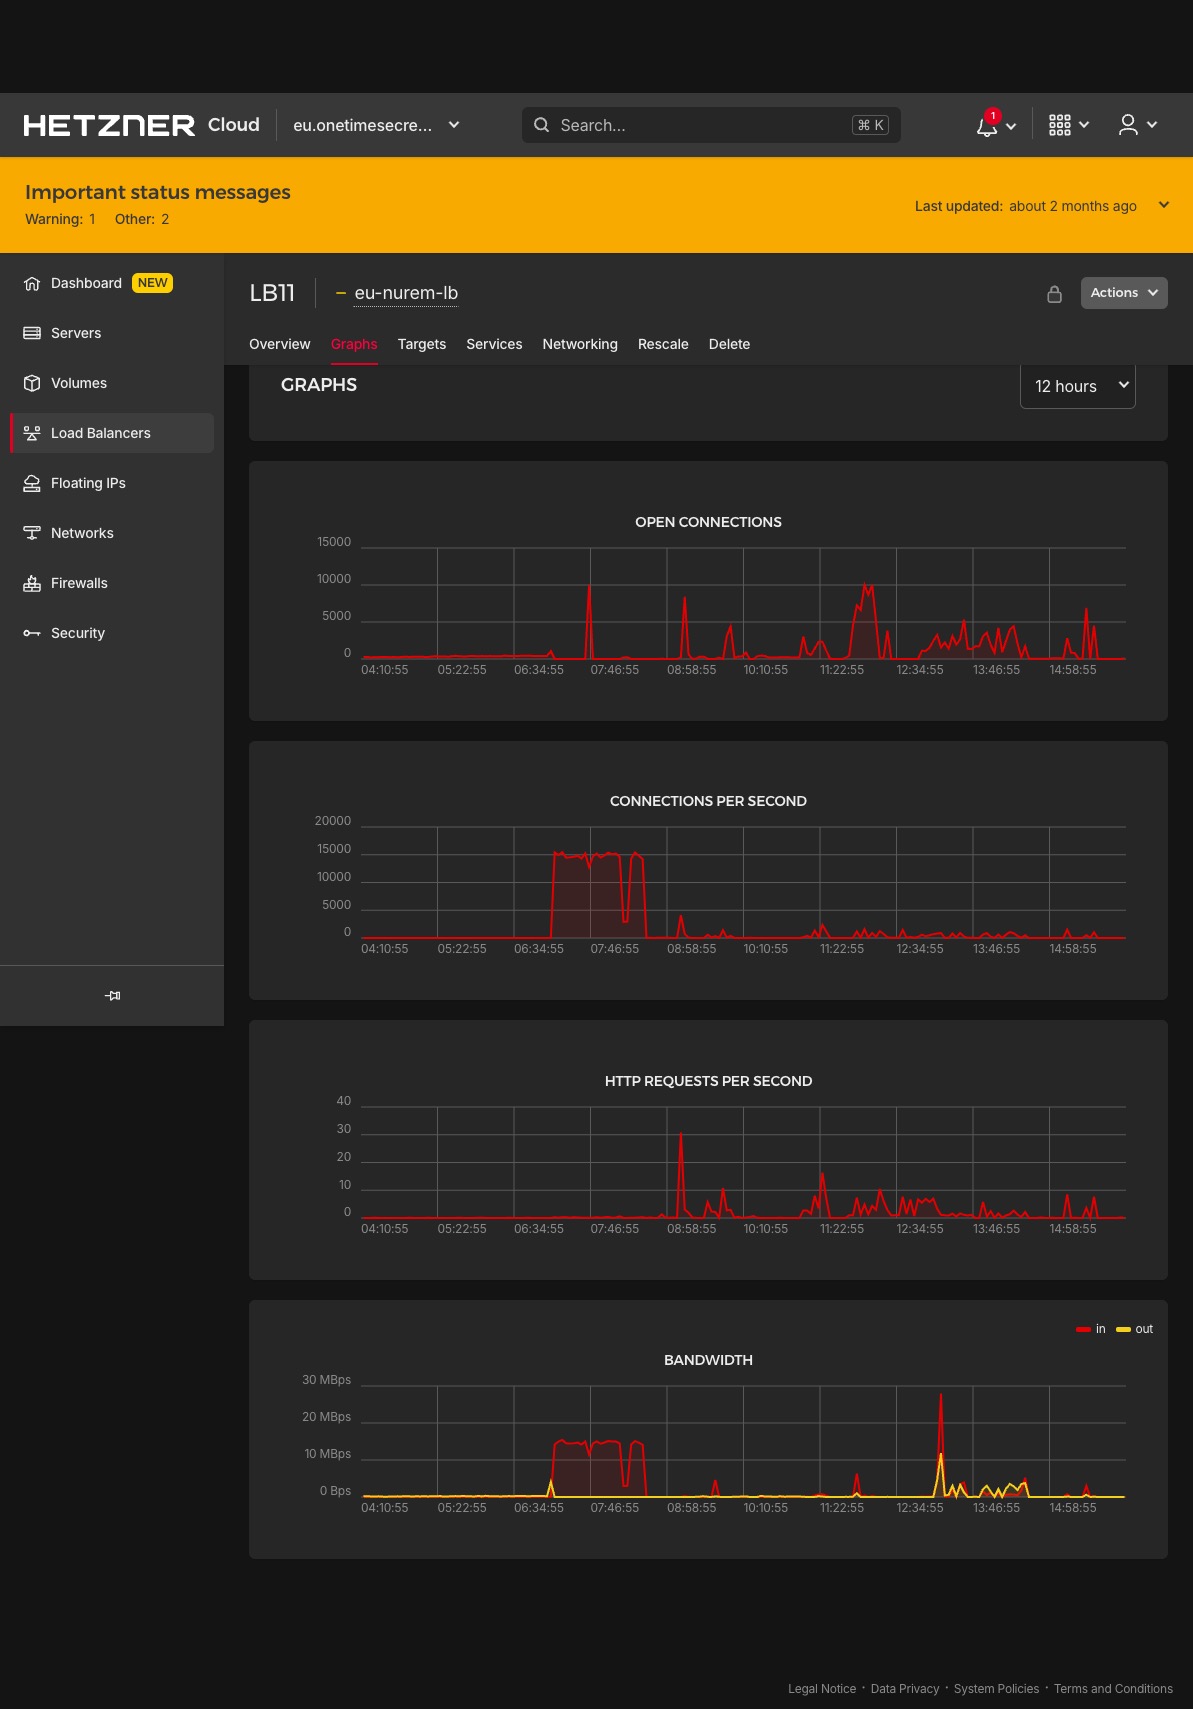 HETZNER Cloud eu.onetimesecre... Search... ⌘ K 1
Important status messages
Warning: 1 Other: 2
Last updated: about 2 months ago
Dashboard NEW
Servers
Volumes
Load Balancers
Floating IPs
Networks
Firewalls
Security
LB11 eu-nurem-lb Actions
Overview Graphs Targets Services Networking Rescale Delete
GRAPHS 12 hours
OPEN CONNECTIONS
15000
10000
5000
0
04:10:55 05:22:55 06:34:55 07:46:55 08:58:55 10:10:55 11:22:55 12:34:55 13:46:55 14:58:55
CONNECTIONS PER SECOND
20000
15000
10000
5000
0
04:10:55 05:22:55 06:34:55 07:46:55 08:58:55 10:10:55 11:22:55 12:34:55 13:46:55 14:58:55
HTTP REQUESTS PER SECOND
40
30
20
10
0
04:10:55 05:22:55 06:34:55 07:46:55 08:58:55 10:10:55 11:22:55 12:34:55 13:46:55 14:58:55
in out
BANDWIDTH
30 MBps
20 MBps
10 MBps
0 Bps
04:10:55 05:22:55 06:34:55 07:46:55 08:58:55 10:10:55 11:22:55 12:34:55 13:46:55 14:58:55
Legal Notice · Data Privacy · System Policies · Terms and Conditions